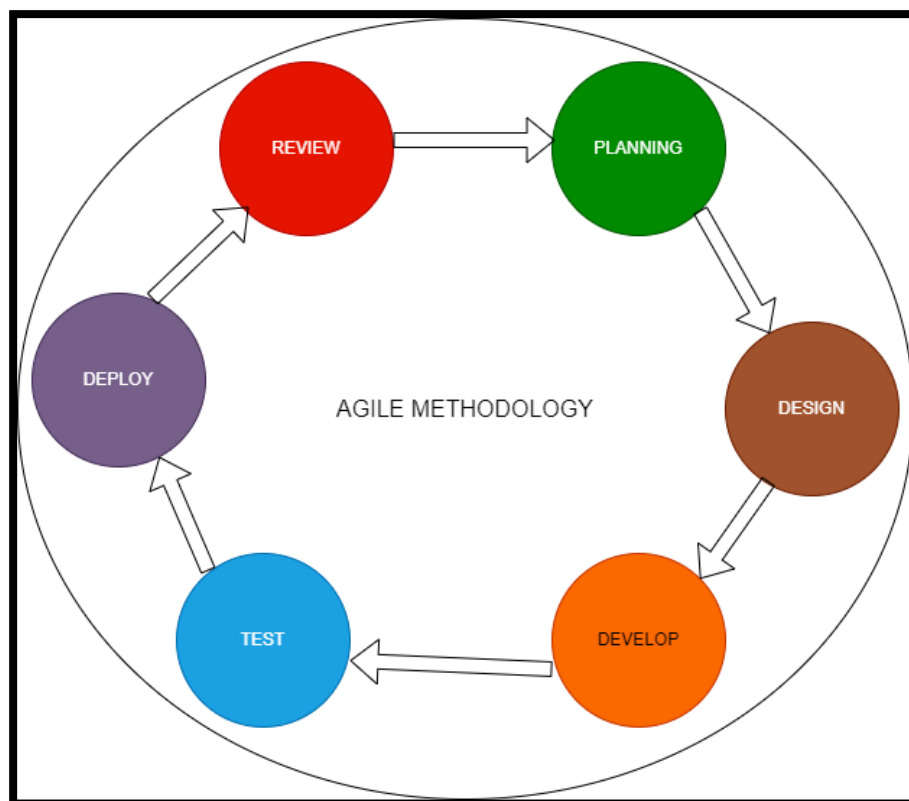 REVIEW
PLANNING
DEPLOY
AGILE METHODOLOGY
DESIGN
TEST
DEVELOP